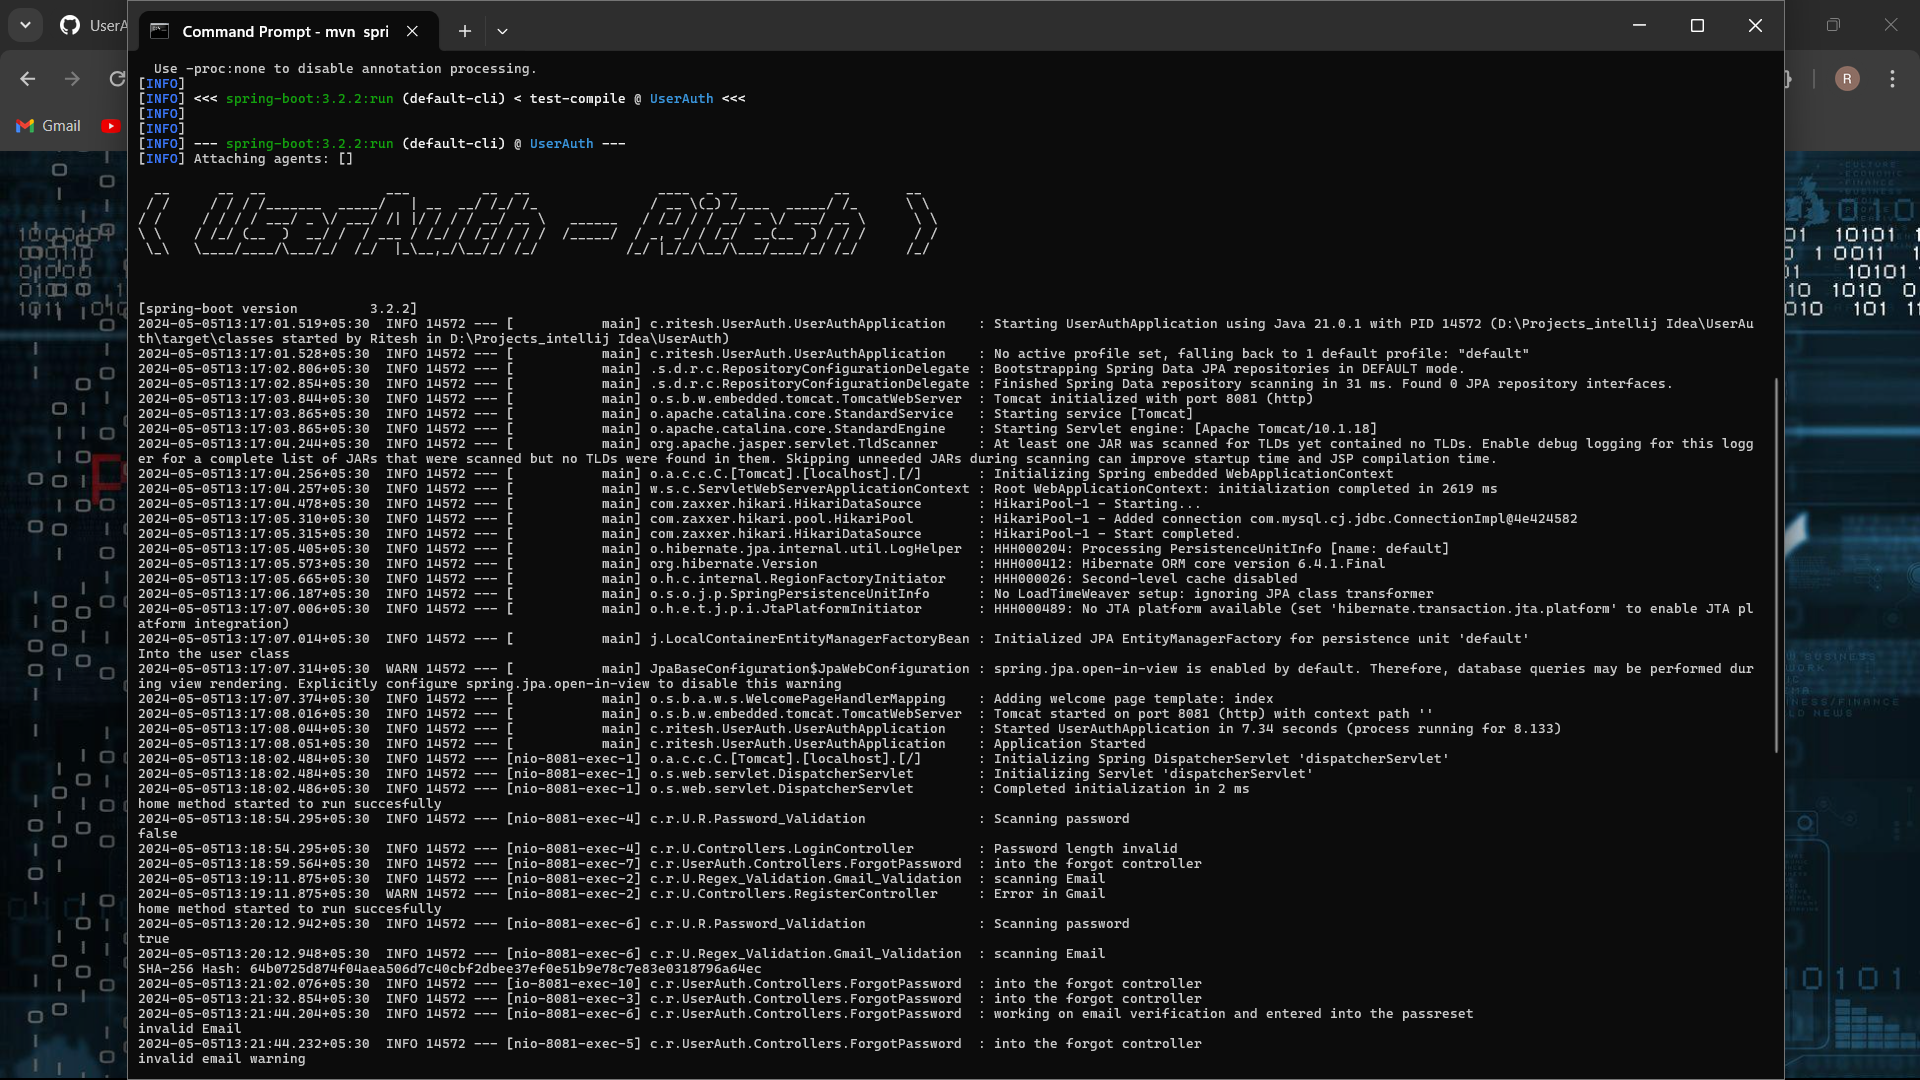 UserA
Command Prompt - mvn  spri
R
Gmail
Use -proc:none to disable annotation processing.
[INFO]
[INFO] <<< spring-boot:3.2.2:run (default-cli) < test-compile @ UserAuth <<<
[INFO]
[INFO]
[INFO] --- spring-boot:3.2.2:run (default-cli) @ UserAuth ---
[INFO] Attaching agents: []
( UserAuth - Ritesh )
[spring-boot version         3.2.2]
2024-05-05T13:17:01.519+05:30  INFO 14572 --- [           main] c.ritesh.UserAuth.UserAuthApplication    : Starting UserAuthApplication using Java 21.0.1 with PID 14572 (D:\Projects_intellij Idea\UserAu
th\target\classes started by Ritesh in D:\Projects_intellij Idea\UserAuth)
2024-05-05T13:17:01.528+05:30  INFO 14572 --- [           main] c.ritesh.UserAuth.UserAuthApplication    : No active profile set, falling back to 1 default profile: "default"
2024-05-05T13:17:02.806+05:30  INFO 14572 --- [           main] .s.d.r.c.RepositoryConfigurationDelegate : Bootstrapping Spring Data JPA repositories in DEFAULT mode.
2024-05-05T13:17:02.854+05:30  INFO 14572 --- [           main] .s.d.r.c.RepositoryConfigurationDelegate : Finished Spring Data repository scanning in 31 ms. Found 0 JPA repository interfaces.
2024-05-05T13:17:03.844+05:30  INFO 14572 --- [           main] o.s.b.w.embedded.tomcat.TomcatWebServer  : Tomcat initialized with port 8081 (http)
2024-05-05T13:17:03.865+05:30  INFO 14572 --- [           main] o.apache.catalina.core.StandardService   : Starting service [Tomcat]
2024-05-05T13:17:03.865+05:30  INFO 14572 --- [           main] o.apache.catalina.core.StandardEngine    : Starting Servlet engine: [Apache Tomcat/10.1.18]
2024-05-05T13:17:04.244+05:30  INFO 14572 --- [           main] org.apache.jasper.servlet.TldScanner     : At least one JAR was scanned for TLDs yet contained no TLDs. Enable debug logging for this logg
er for a complete list of JARs that were scanned but no TLDs were found in them. Skipping unneeded JARs during scanning can improve startup time and JSP compilation time.
2024-05-05T13:17:04.256+05:30  INFO 14572 --- [           main] o.a.c.c.C.[Tomcat].[localhost].[/]       : Initializing Spring embedded WebApplicationContext
2024-05-05T13:17:04.257+05:30  INFO 14572 --- [           main] w.s.c.ServletWebServerApplicationContext : Root WebApplicationContext: initialization completed in 2619 ms
2024-05-05T13:17:04.478+05:30  INFO 14572 --- [           main] com.zaxxer.hikari.HikariDataSource       : HikariPool-1 - Starting...
2024-05-05T13:17:05.310+05:30  INFO 14572 --- [           main] com.zaxxer.hikari.pool.HikariPool        : HikariPool-1 - Added connection com.mysql.cj.jdbc.ConnectionImpl@4e424582
2024-05-05T13:17:05.315+05:30  INFO 14572 --- [           main] com.zaxxer.hikari.HikariDataSource       : HikariPool-1 - Start completed.
2024-05-05T13:17:05.405+05:30  INFO 14572 --- [           main] o.hibernate.jpa.internal.util.LogHelper  : HHH000204: Processing PersistenceUnitInfo [name: default]
2024-05-05T13:17:05.573+05:30  INFO 14572 --- [           main] org.hibernate.Version                    : HHH000412: Hibernate ORM core version 6.4.1.Final
2024-05-05T13:17:05.665+05:30  INFO 14572 --- [           main] o.h.c.internal.RegionFactoryInitiator    : HHH000026: Second-level cache disabled
2024-05-05T13:17:06.187+05:30  INFO 14572 --- [           main] o.s.o.j.p.SpringPersistenceUnitInfo      : No LoadTimeWeaver setup: ignoring JPA class transformer
2024-05-05T13:17:07.006+05:30  INFO 14572 --- [           main] o.h.e.t.j.p.i.JtaPlatformInitiator       : HHH000489: No JTA platform available (set 'hibernate.transaction.jta.platform' to enable JTA pl
atform integration)
2024-05-05T13:17:07.014+05:30  INFO 14572 --- [           main] j.LocalContainerEntityManagerFactoryBean : Initialized JPA EntityManagerFactory for persistence unit 'default'
Into the user class
2024-05-05T13:17:07.314+05:30  WARN 14572 --- [           main] JpaBaseConfiguration$JpaWebConfiguration : spring.jpa.open-in-view is enabled by default. Therefore, database queries may be performed dur
ing view rendering. Explicitly configure spring.jpa.open-in-view to disable this warning
2024-05-05T13:17:07.374+05:30  INFO 14572 --- [           main] o.s.b.a.w.s.WelcomePageHandlerMapping    : Adding welcome page template: index
2024-05-05T13:17:08.016+05:30  INFO 14572 --- [           main] o.s.b.w.embedded.tomcat.TomcatWebServer  : Tomcat started on port 8081 (http) with context path ''
2024-05-05T13:17:08.044+05:30  INFO 14572 --- [           main] c.ritesh.UserAuth.UserAuthApplication    : Started UserAuthApplication in 7.34 seconds (process running for 8.133)
2024-05-05T13:17:08.051+05:30  INFO 14572 --- [           main] c.ritesh.UserAuth.UserAuthApplication    : Application Started
2024-05-05T13:18:02.484+05:30  INFO 14572 --- [nio-8081-exec-1] o.a.c.c.C.[Tomcat].[localhost].[/]       : Initializing Spring DispatcherServlet 'dispatcherServlet'
2024-05-05T13:18:02.484+05:30  INFO 14572 --- [nio-8081-exec-1] o.s.web.servlet.DispatcherServlet        : Initializing Servlet 'dispatcherServlet'
2024-05-05T13:18:02.486+05:30  INFO 14572 --- [nio-8081-exec-1] o.s.web.servlet.DispatcherServlet        : Completed initialization in 2 ms
home method started to run succesfully
2024-05-05T13:18:54.295+05:30  INFO 14572 --- [nio-8081-exec-4] c.r.U.R.Password_Validation              : Scanning password
false
2024-05-05T13:18:54.295+05:30  INFO 14572 --- [nio-8081-exec-4] c.r.U.Controllers.LoginController        : Password length invalid
2024-05-05T13:18:59.564+05:30  INFO 14572 --- [nio-8081-exec-7] c.r.UserAuth.Controllers.ForgotPassword  : into the forgot controller
2024-05-05T13:19:11.875+05:30  INFO 14572 --- [nio-8081-exec-2] c.r.U.Regex_Validation.Gmail_Validation  : scanning Email
2024-05-05T13:19:11.875+05:30  WARN 14572 --- [nio-8081-exec-2] c.r.U.Controllers.RegisterController     : Error in Gmail
home method started to run succesfully
2024-05-05T13:20:12.942+05:30  INFO 14572 --- [nio-8081-exec-6] c.r.U.R.Password_Validation              : Scanning password
true
2024-05-05T13:20:12.948+05:30  INFO 14572 --- [nio-8081-exec-6] c.r.U.Regex_Validation.Gmail_Validation  : scanning Email
SHA-256 Hash: 64b0725d874f04aea506d7c40cbf2dbee37ef0e51b9e78c7e83e0318796a64ec
2024-05-05T13:21:02.076+05:30  INFO 14572 --- [io-8081-exec-10] c.r.UserAuth.Controllers.ForgotPassword  : into the forgot controller
2024-05-05T13:21:32.854+05:30  INFO 14572 --- [nio-8081-exec-3] c.r.UserAuth.Controllers.ForgotPassword  : into the forgot controller
2024-05-05T13:21:44.204+05:30  INFO 14572 --- [nio-8081-exec-6] c.r.UserAuth.Controllers.ForgotPassword  : working on email verification and entered into the passreset
invalid Email
2024-05-05T13:21:44.232+05:30  INFO 14572 --- [nio-8081-exec-5] c.r.UserAuth.Controllers.ForgotPassword  : into the forgot controller
invalid email warning